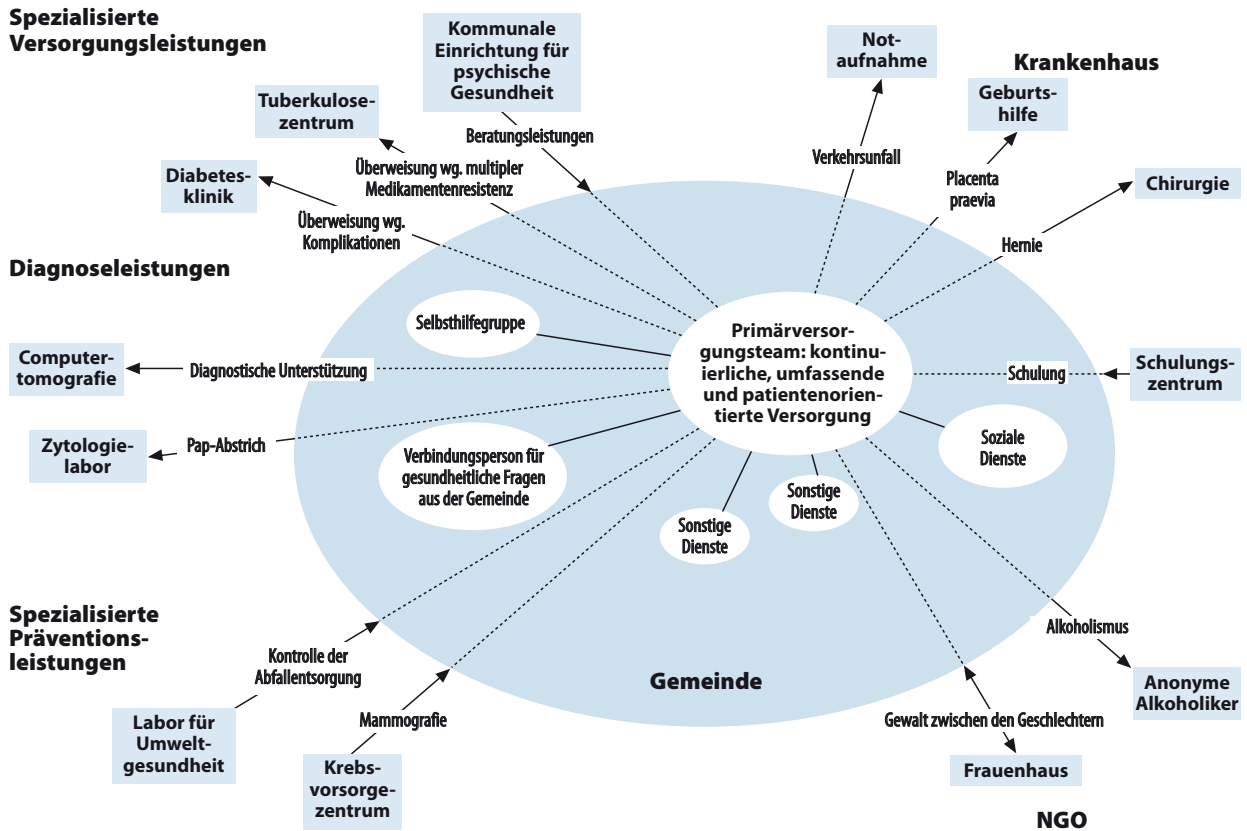 Spezialisierte
Versorgungsleistungen
Kommunale
Einrichtung für
psychische
Gesundheit
Not-
aufnahme
Krankenhaus
Geburts-
hilfe
Tuberkulose-
zentrum
Beratungsleistungen
Verkehrsunfall
Überweisung wg. multipler
Medikamentenresistenz
Diabetes-
klinik
Placenta
praevia
Chirurgie
Überweisung wg.
Komplikationen
Hernie
Diagnoseleistungen
Selbsthilfegruppe
Primärversor-
gungsteam: kontinu-
ierliche, umfassende
und patientenorien-
tierte Versorgung
Computer-
tomografie
Diagnostische Unterstützung
Schulung
Schulungs-
zentrum
Zytologie-
labor
Pap-Abstrich
Verbindungsperson für
gesundheitliche Fragen
aus der Gemeinde
Soziale
Dienste
Sonstige
Dienste
Sonstige
Dienste
Spezialisierte
Präventions-
leistungen
Kontrolle der
Abfallentsorgung
Alkoholismus
Gemeinde
Anonyme
Alkoholiker
Mammografie
Gewalt zwischen den Geschlechtern
Labor für
Umwelt-
gesundheit
Krebs-
vorsorge-
zentrum
Frauenhaus
NGO